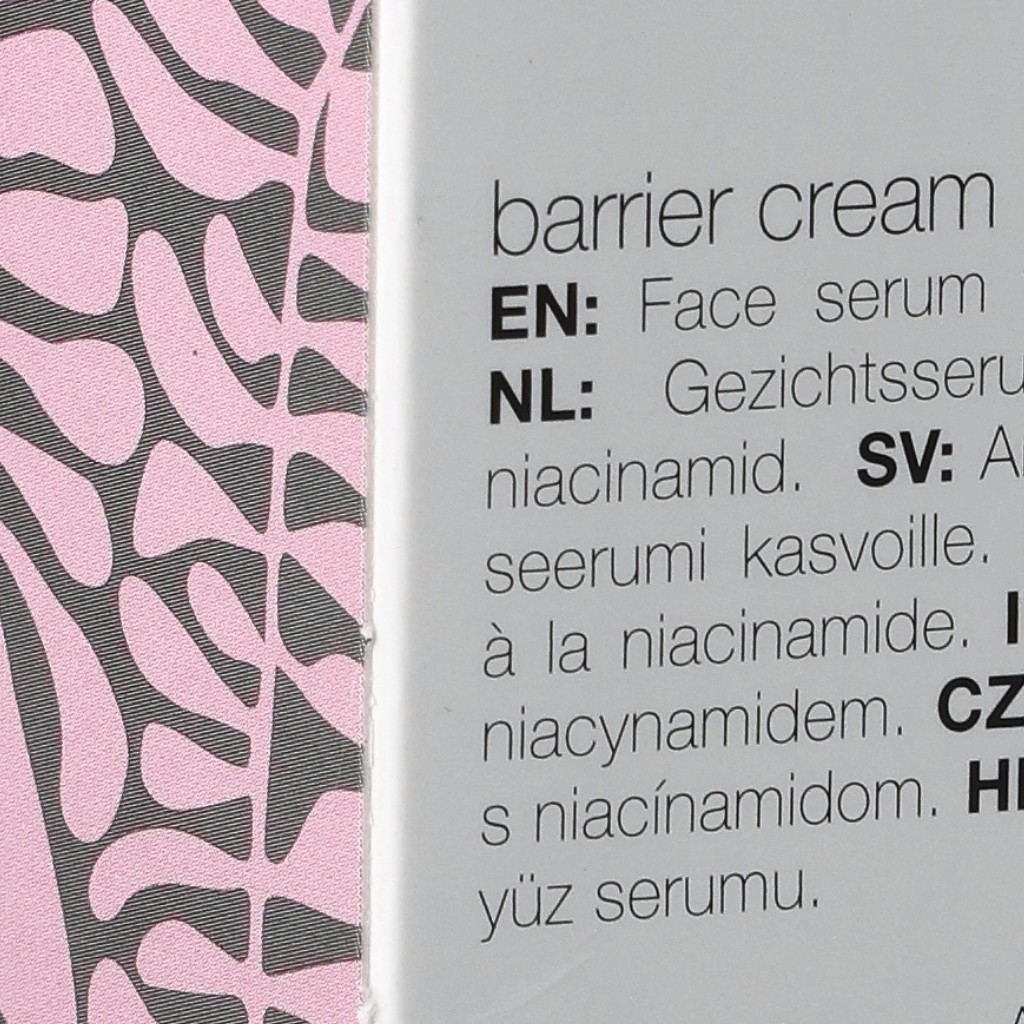 barrier cream
EN: Face serum
NL: Gezichtsseru
niacinamid. SV:
seerumi kasvoille.
à la niacinamide.
niacynamidem. CZ
s niacínamidom.
yüz serumu.